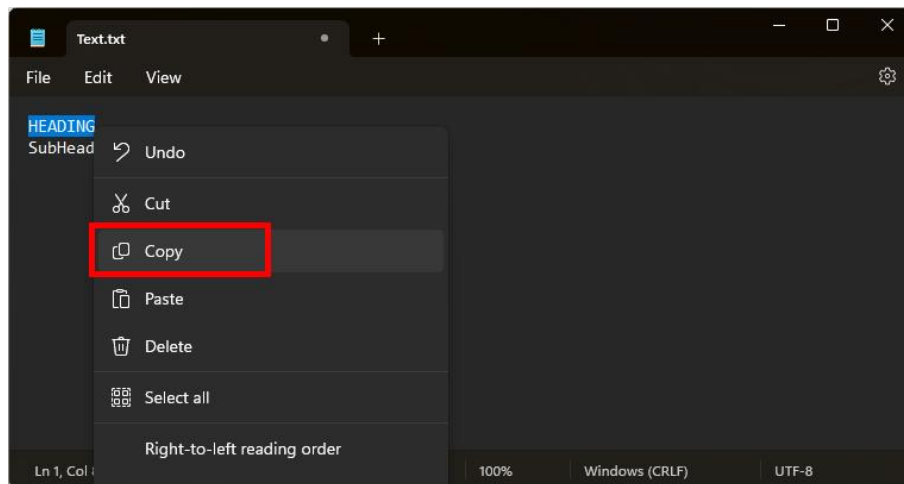 Text.txt
File Edit View
HEADING
SubHead
Undo
Cut
Copy
Paste
Delete
Select all
Right-to-left reading order
Ln 1, Col 100% Windows (CRLF) UTF-8